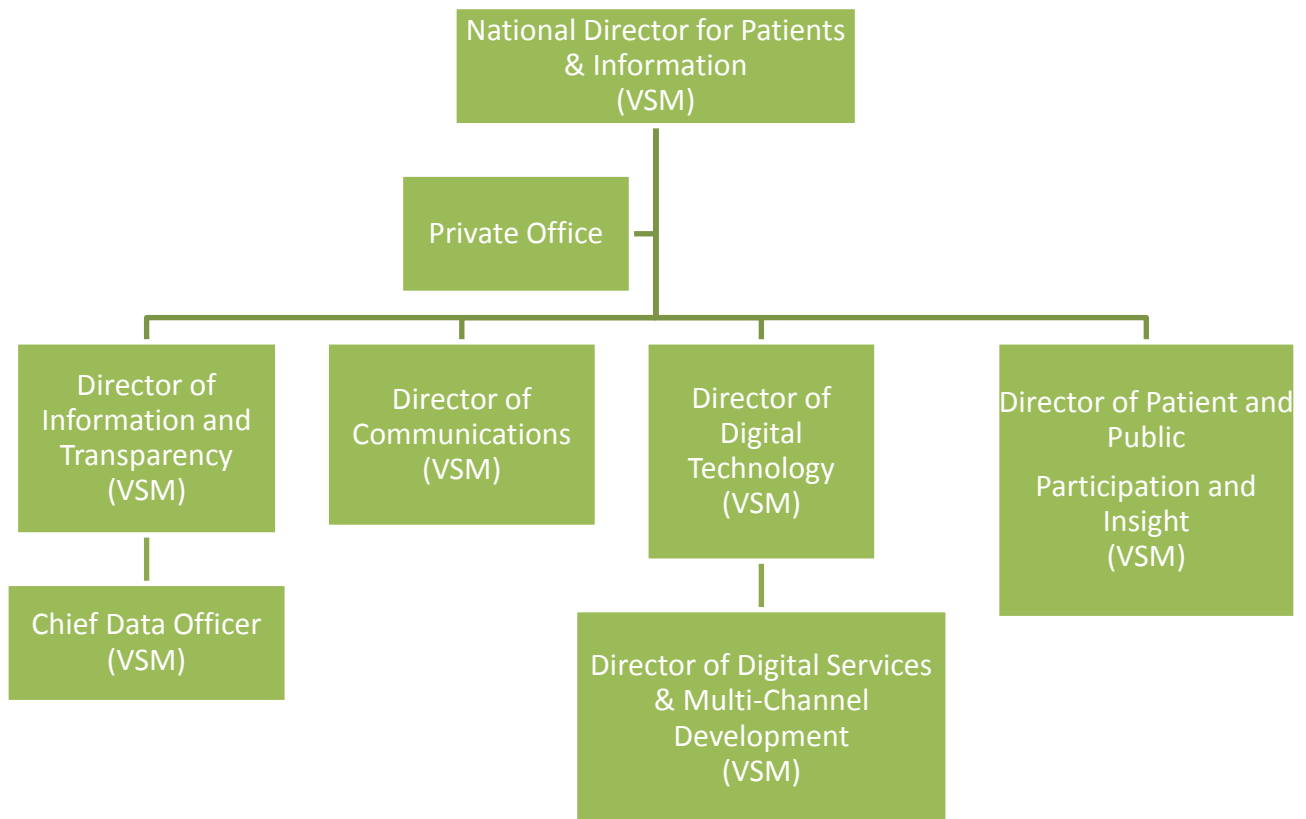 National Director for Patients
& Information
(VSM)
Private Office
Director of
Information and
Transparency
(VSM)
Director of
Communications
(VSM)
Director of
Digital
Technology
(VSM)
Director of Patient and
Public
Participation and
Insight
(VSM)
Chief Data Officer
(VSM)
Director of Digital Services
& Multi-Channel
Development
(VSM)